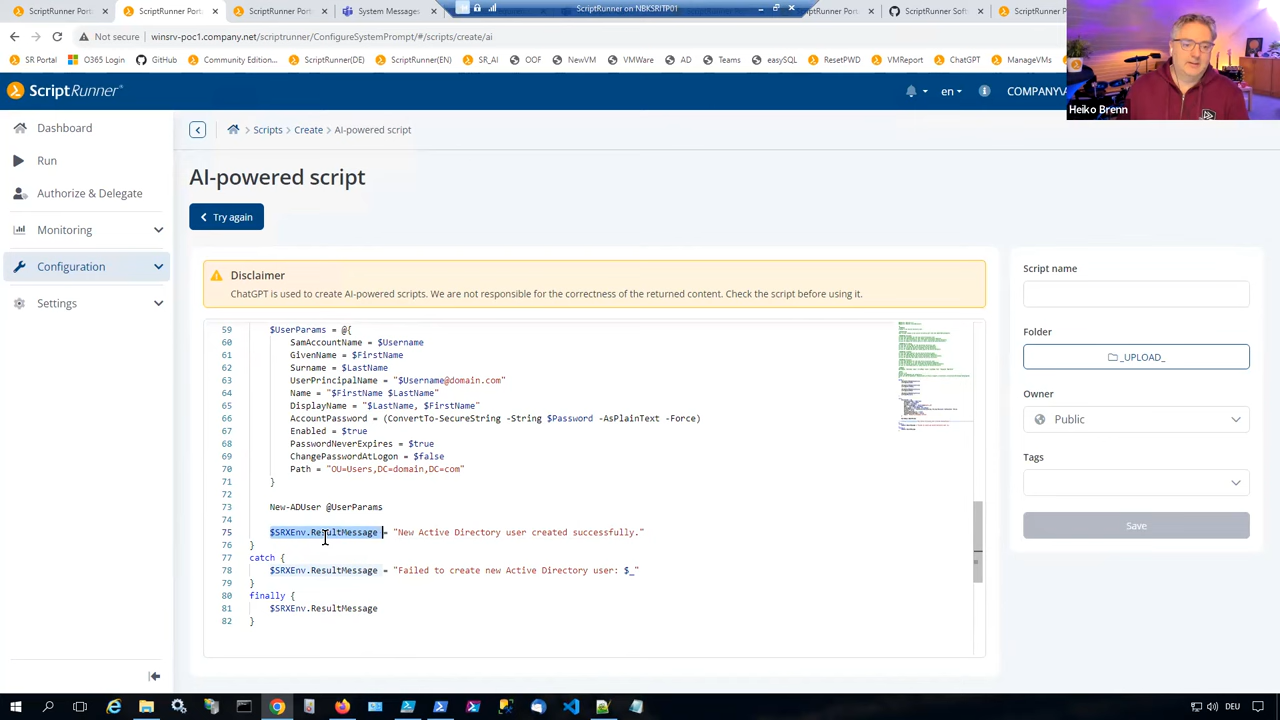 ScriptRunner Port
ScriptRunner Port
ScriptRunner Port
System Messages
ScriptRunner on NBKSRITP01
ScriptRunner Por
ScriptRunner Soft
ScriptRunner P
Not secure
winsrv-poc1.company.net/scriptrunner/ConfigureSystemPrompt/#/scripts/create/ai
SR Portal
O365 Login
GitHub
Community Edition...
ScriptRunner(DE)
ScriptRunner(EN)
SR_AI
OOF
NewVM
VMWare
AD
Teams
easySQL
ResetPWD
VMReport
ChatGPT
ManageVMs
Heiko Brenn
ScriptRunner®
en
COMPANY\A
Dashboard
Run
Authorize & Delegate
Monitoring
Configuration
Settings
Scripts
Create
AI-powered script
AI-powered script
Try again
Disclaimer
ChatGPT is used to create AI-powered scripts. We are not responsible for the correctness of the returned content. Check the script before using it.
59 $UserParams = @{
60 SamAccountName = $Username
61 GivenName = $FirstName
62 Surname = $LastName
63 UserPrincipalName = "$Username@domain.com"
64 Name = "$FirstName $LastName"
65 DisplayName = "$LastName, $FirstName"
66 AccountPassword = (ConvertTo-SecureString -String $Password -AsPlainText -Force)
67 Enabled = $true
68 PasswordNeverExpires = $true
69 ChangePasswordAtLogon = $false
70 Path = "OU=Users,DC=domain,DC=com"
71 }
72
73 New-ADUser @UserParams
74
75 $SRXEnv.ResultMessage = "New Active Directory user created successfully."
76 }
77 catch {
78 $SRXEnv.ResultMessage = "Failed to create new Active Directory user: $_"
79 }
80 finally {
81 $SRXEnv.ResultMessage
82 }
Script name
Folder
_UPLOAD_
Owner
Public
Tags
Save
DEU